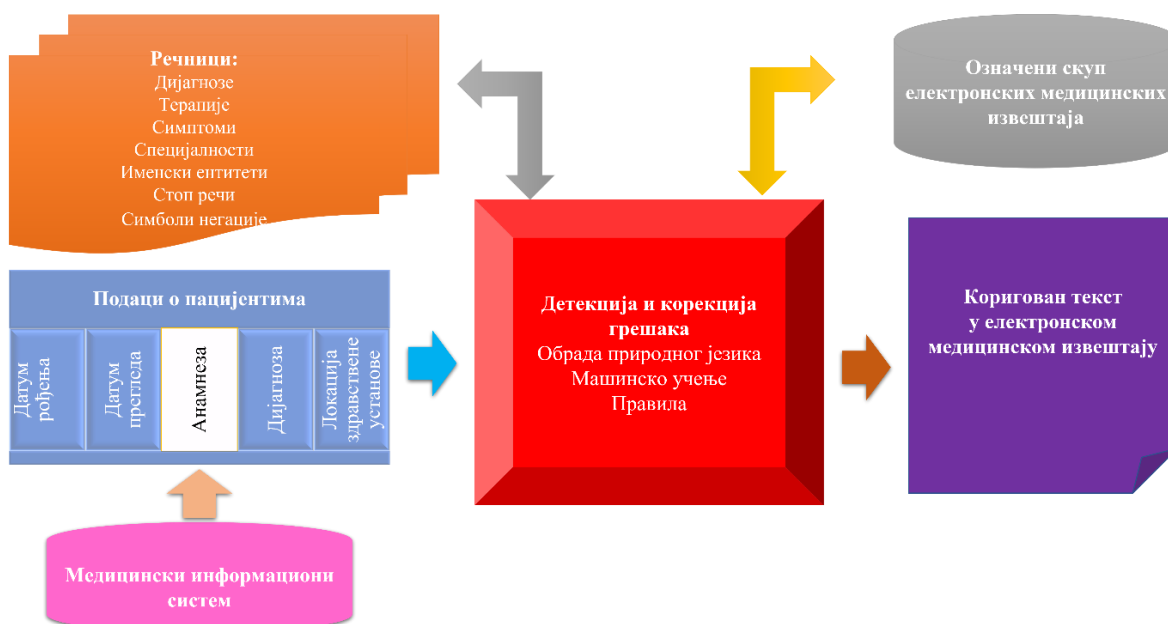 Речници:
Дијагнозе
Терапије
Симптоми
Специјалности
Именски ентитети
Стоп речи
Симболи негације
Означени скуп
електронских медицинских
извештаја
Подаци о пацијентима
Датум
рођења
Датум
прегледа
Анамнеза
Дијагноза
Локација
здравствене
установе
Детекција и корекција
грешака
Обрада природног језика
Машинско учење
Правила
Коригован текст
у електронском
медицинском извештају
Медицински информациони
систем